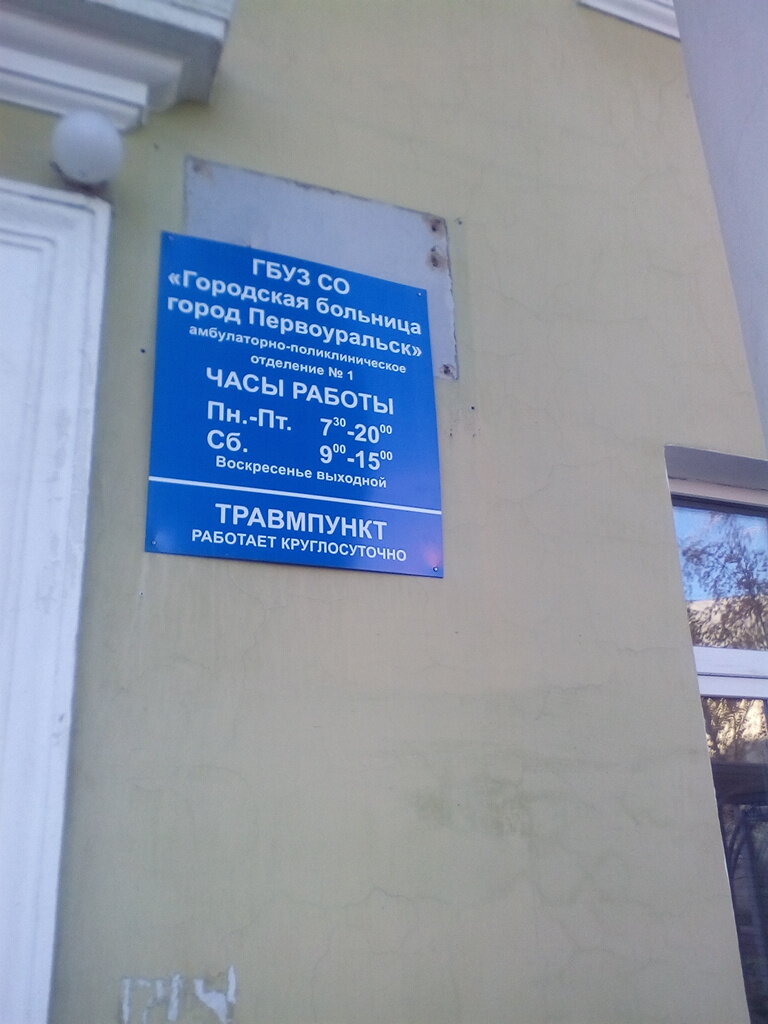 ГБУЗ СО
«Городская больница
город Первоуральск»
амбулаторно-поликлиническое
отделение № 1
ЧАСЫ РАБОТЫ
Пн.-Пт. 7³⁰-20⁰⁰
Сб. 9⁰⁰-15⁰⁰
Воскресенье выходной
ТРАВМПУНКТ
РАБОТАЕТ КРУГЛОСУТОЧНО